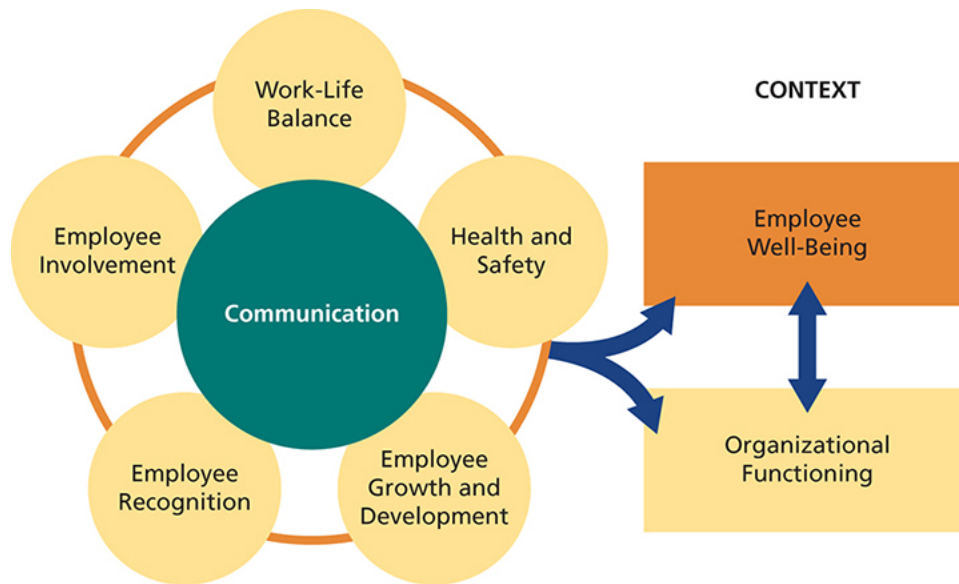 Work-Life
Balance
CONTEXT
Employee
Involvement
Health and
Safety
Employee
Well-Being
Communication
Employee
Recognition
Employee
Growth and
Development
Organizational
Functioning